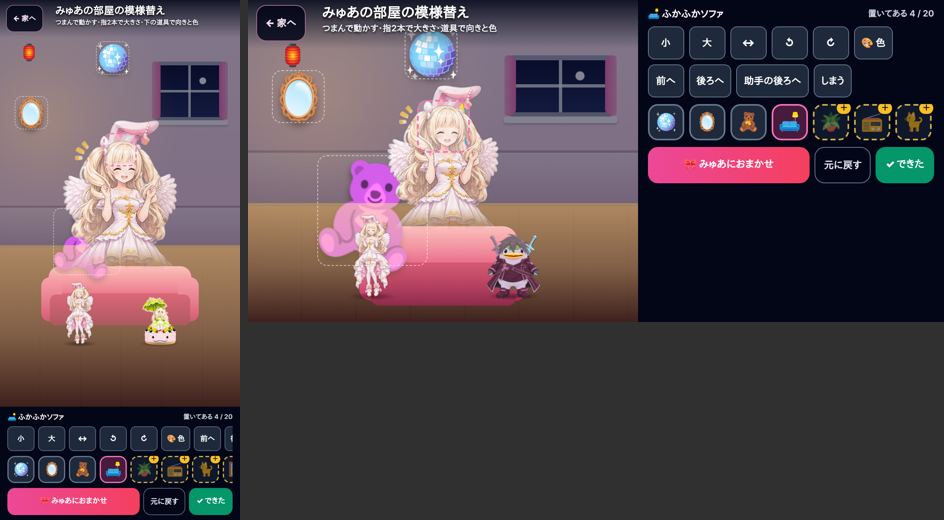 ← 家へ
みゅあの部屋の模様替え
つまんで動かす・指2本で大きさ・下の道具で向きと色
🛋️ ふかふかソファ
置いてある 4 / 20
小
大
↔
↺
↻
🎨 色
前へ
+
+
+
🎀 みゅあにおまかせ
元に戻す
✓ できた
← 家へ
みゅあの部屋の模様替え
つまんで動かす・指2本で大きさ・道具で向きと色
🛋️ ふかふかソファ
置いてある 4 / 20
小
大
↔
↺
↻
🎨 色
前へ
後ろへ
助手の後ろへ
しまう
+
+
+
🎀 みゅあにおまかせ
元に戻す
✓ できた